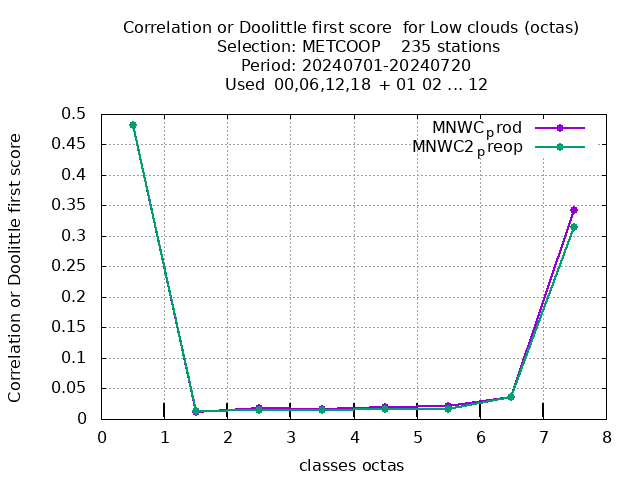 Correlation or Doolittle first score  for Low clouds (octas)
Selection: METCOOP    235 stations
Period: 20240701-20240720
Used  00,06,12,18 + 01 02 ... 12
MNWCprod
MNWC2preop
Correlation or Doolittle first score
0.5
0.45
0.4
0.35
0.3
0.25
0.2
0.15
0.1
0.05
0
0 1 2 3 4 5 6 7 8
classes octas